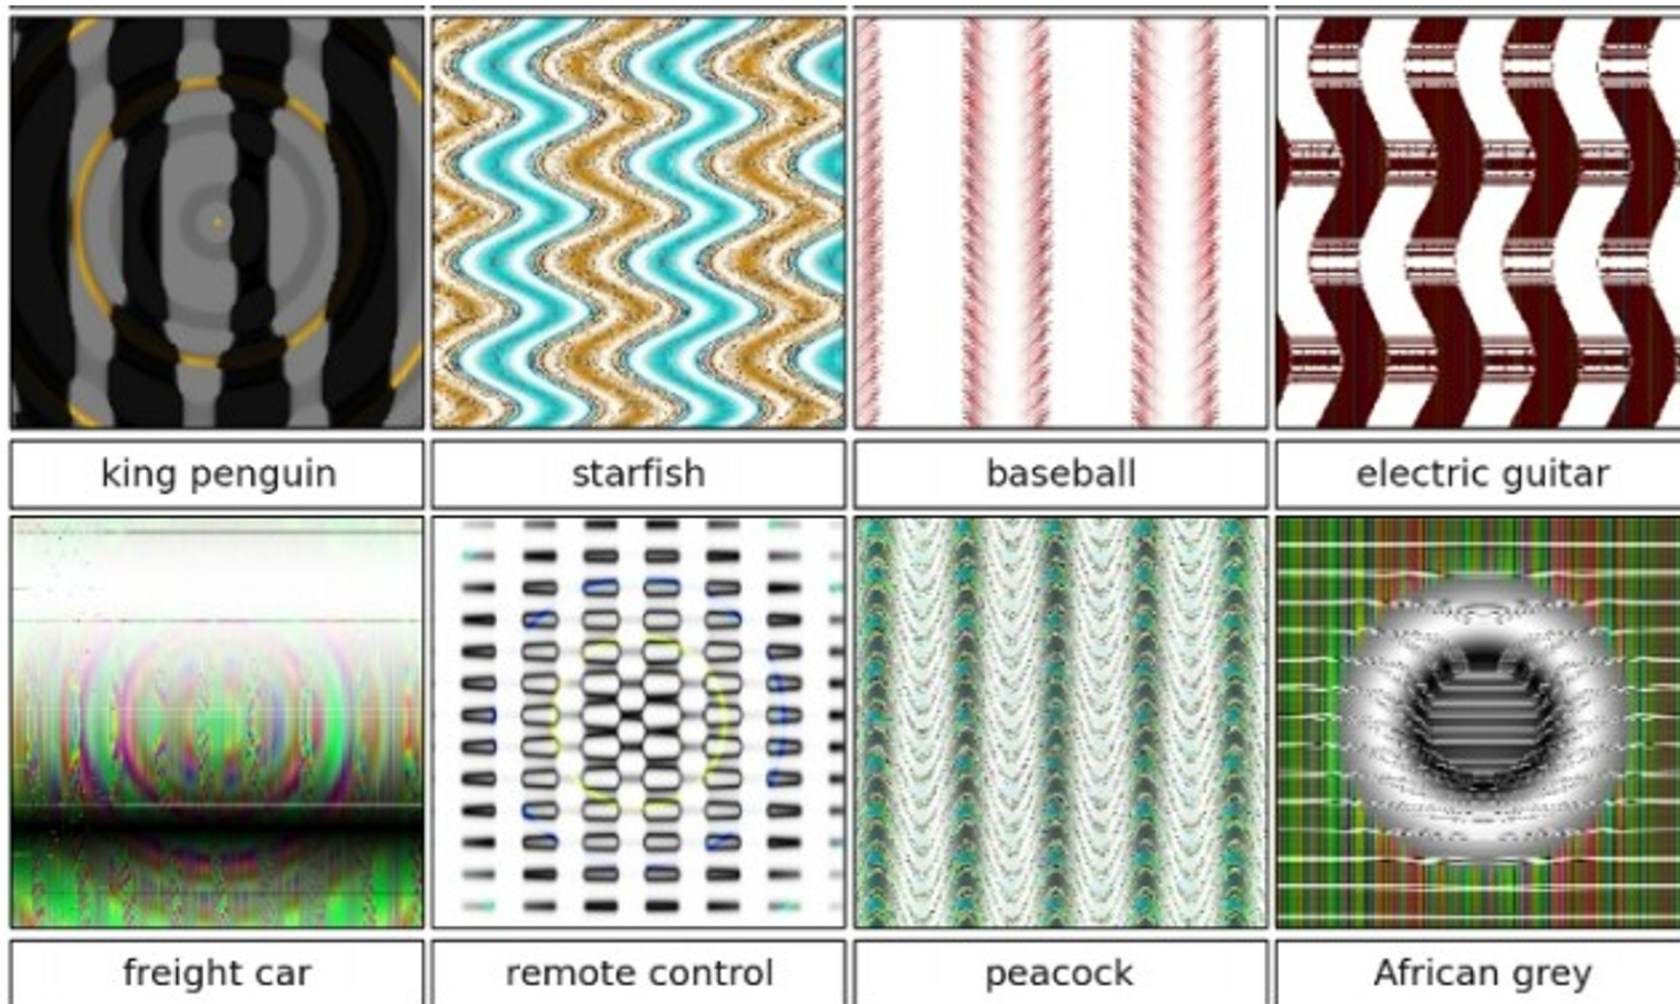 king penguin
starfish
baseball
electric guitar
freight car
remote control
peacock
African grey